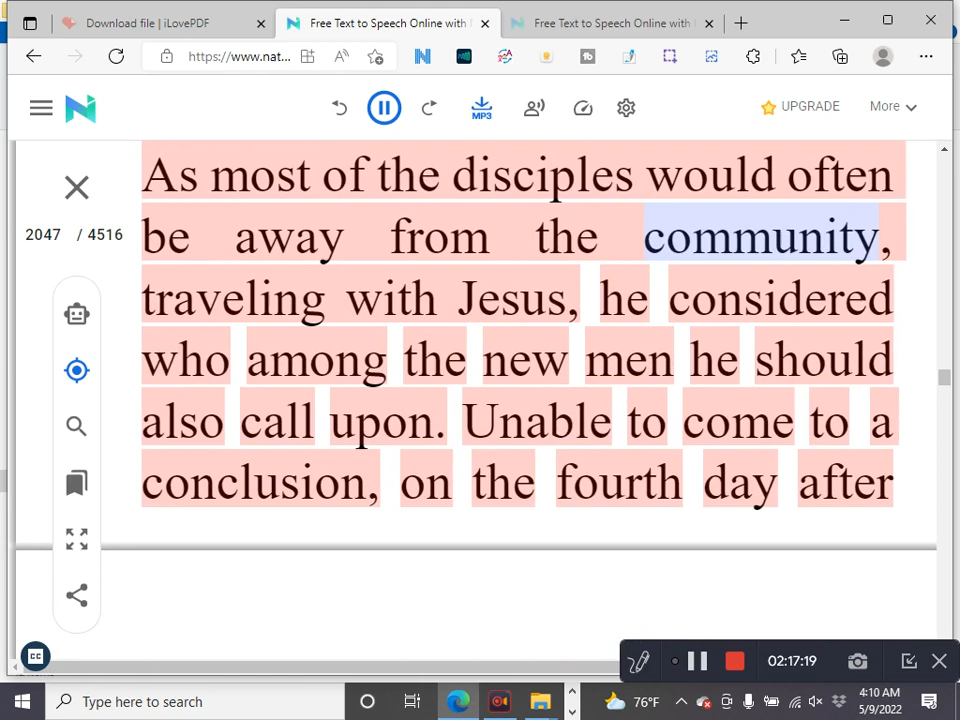 Download file | iLovePDF
Free Text to Speech Online with
Free Text to Speech Online with
https://www.nat...
MP3
UPGRADE
More
2047 / 4516
As most of the disciples would often
be away from the community,
traveling with Jesus, he considered
who among the new men he should
also call upon. Unable to come to a
conclusion, on the fourth day after
CC
02:17:19
Type here to search
76°F
4:10 AM
5/9/2022